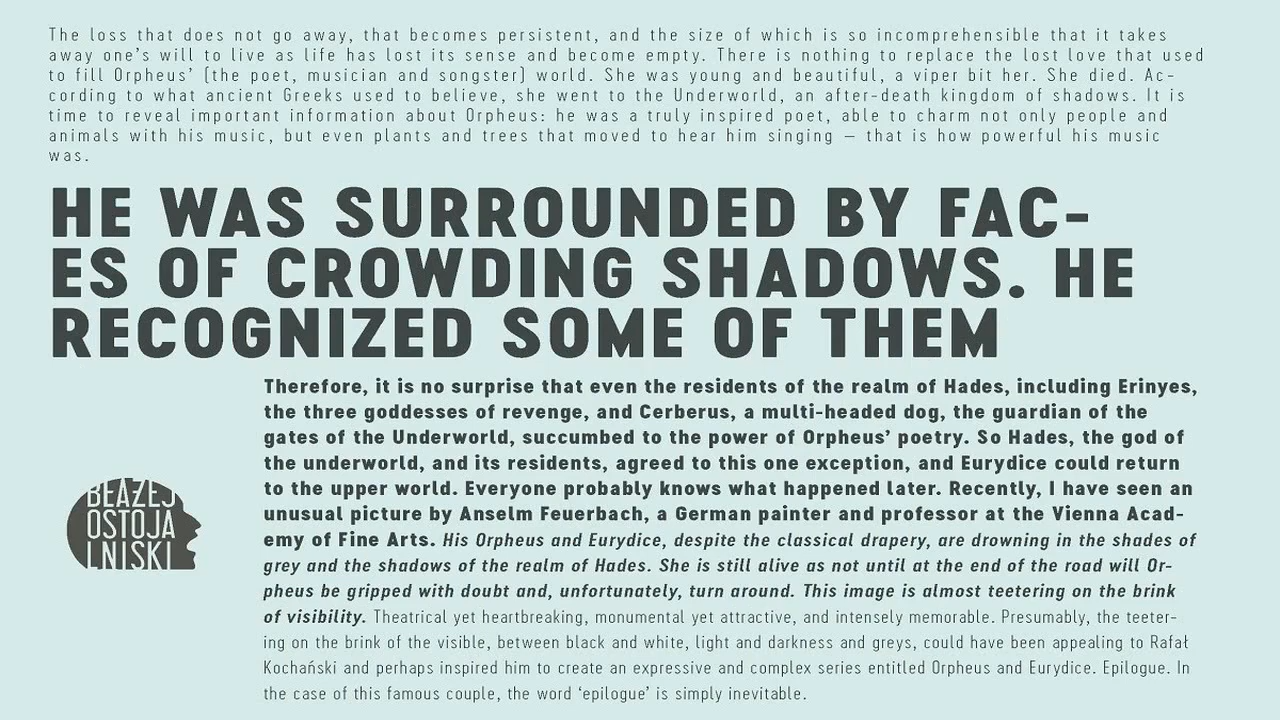 The loss that does not go away, that becomes persistent, and the size of which is so incomprehensible that it takes
away one's will to live as life has lost its sense and become empty. There is nothing to replace the lost love that used
to fill Orpheus' [the poet, musician and songster] world. She was young and beautiful, a viper bit her. She died. Ac-
cording to what ancient Greeks used to believe, she went to the Underworld, an after-death kingdom of shadows. It is
time to reveal important information about Orpheus: he was a truly inspired poet, able to charm not only people and
animals with his music, but even plants and trees that moved to hear him singing – that is how powerful his music
was.
HE WAS SURROUNDED BY FAC-
ES OF CROWDING SHADOWS. HE
RECOGNIZED SOME OF THEM
Therefore, it is no surprise that even the residents of the realm of Hades, including Erinyes,
the three goddesses of revenge, and Cerberus, a multi-headed dog, the guardian of the
gates of the Underworld, succumbed to the power of Orpheus' poetry. So Hades, the god of
the underworld, and its residents, agreed to this one exception, and Eurydice could return
to the upper world. Everyone probably knows what happened later. Recently, I have seen an
unusual picture by Anselm Feuerbach, a German painter and professor at the Vienna Acad-
emy of Fine Arts. His Orpheus and Eurydice, despite the classical drapery, are drowning in the shades of
grey and the shadows of the realm of Hades. She is still alive as not until at the end of the road will Or-
pheus be gripped with doubt and, unfortunately, turn around. This image is almost teetering on the brink
of visibility. Theatrical yet heartbreaking, monumental yet attractive, and intensely memorable. Presumably, the teeter-
ing on the brink of the visible, between black and white, light and darkness and greys, could have been appealing to Rafał
Kochański and perhaps inspired him to create an expressive and complex series entitled Orpheus and Eurydice. Epilogue. In
the case of this famous couple, the word 'epilogue' is simply inevitable.
BŁAŻEJ
OSTOJA
LNISKI